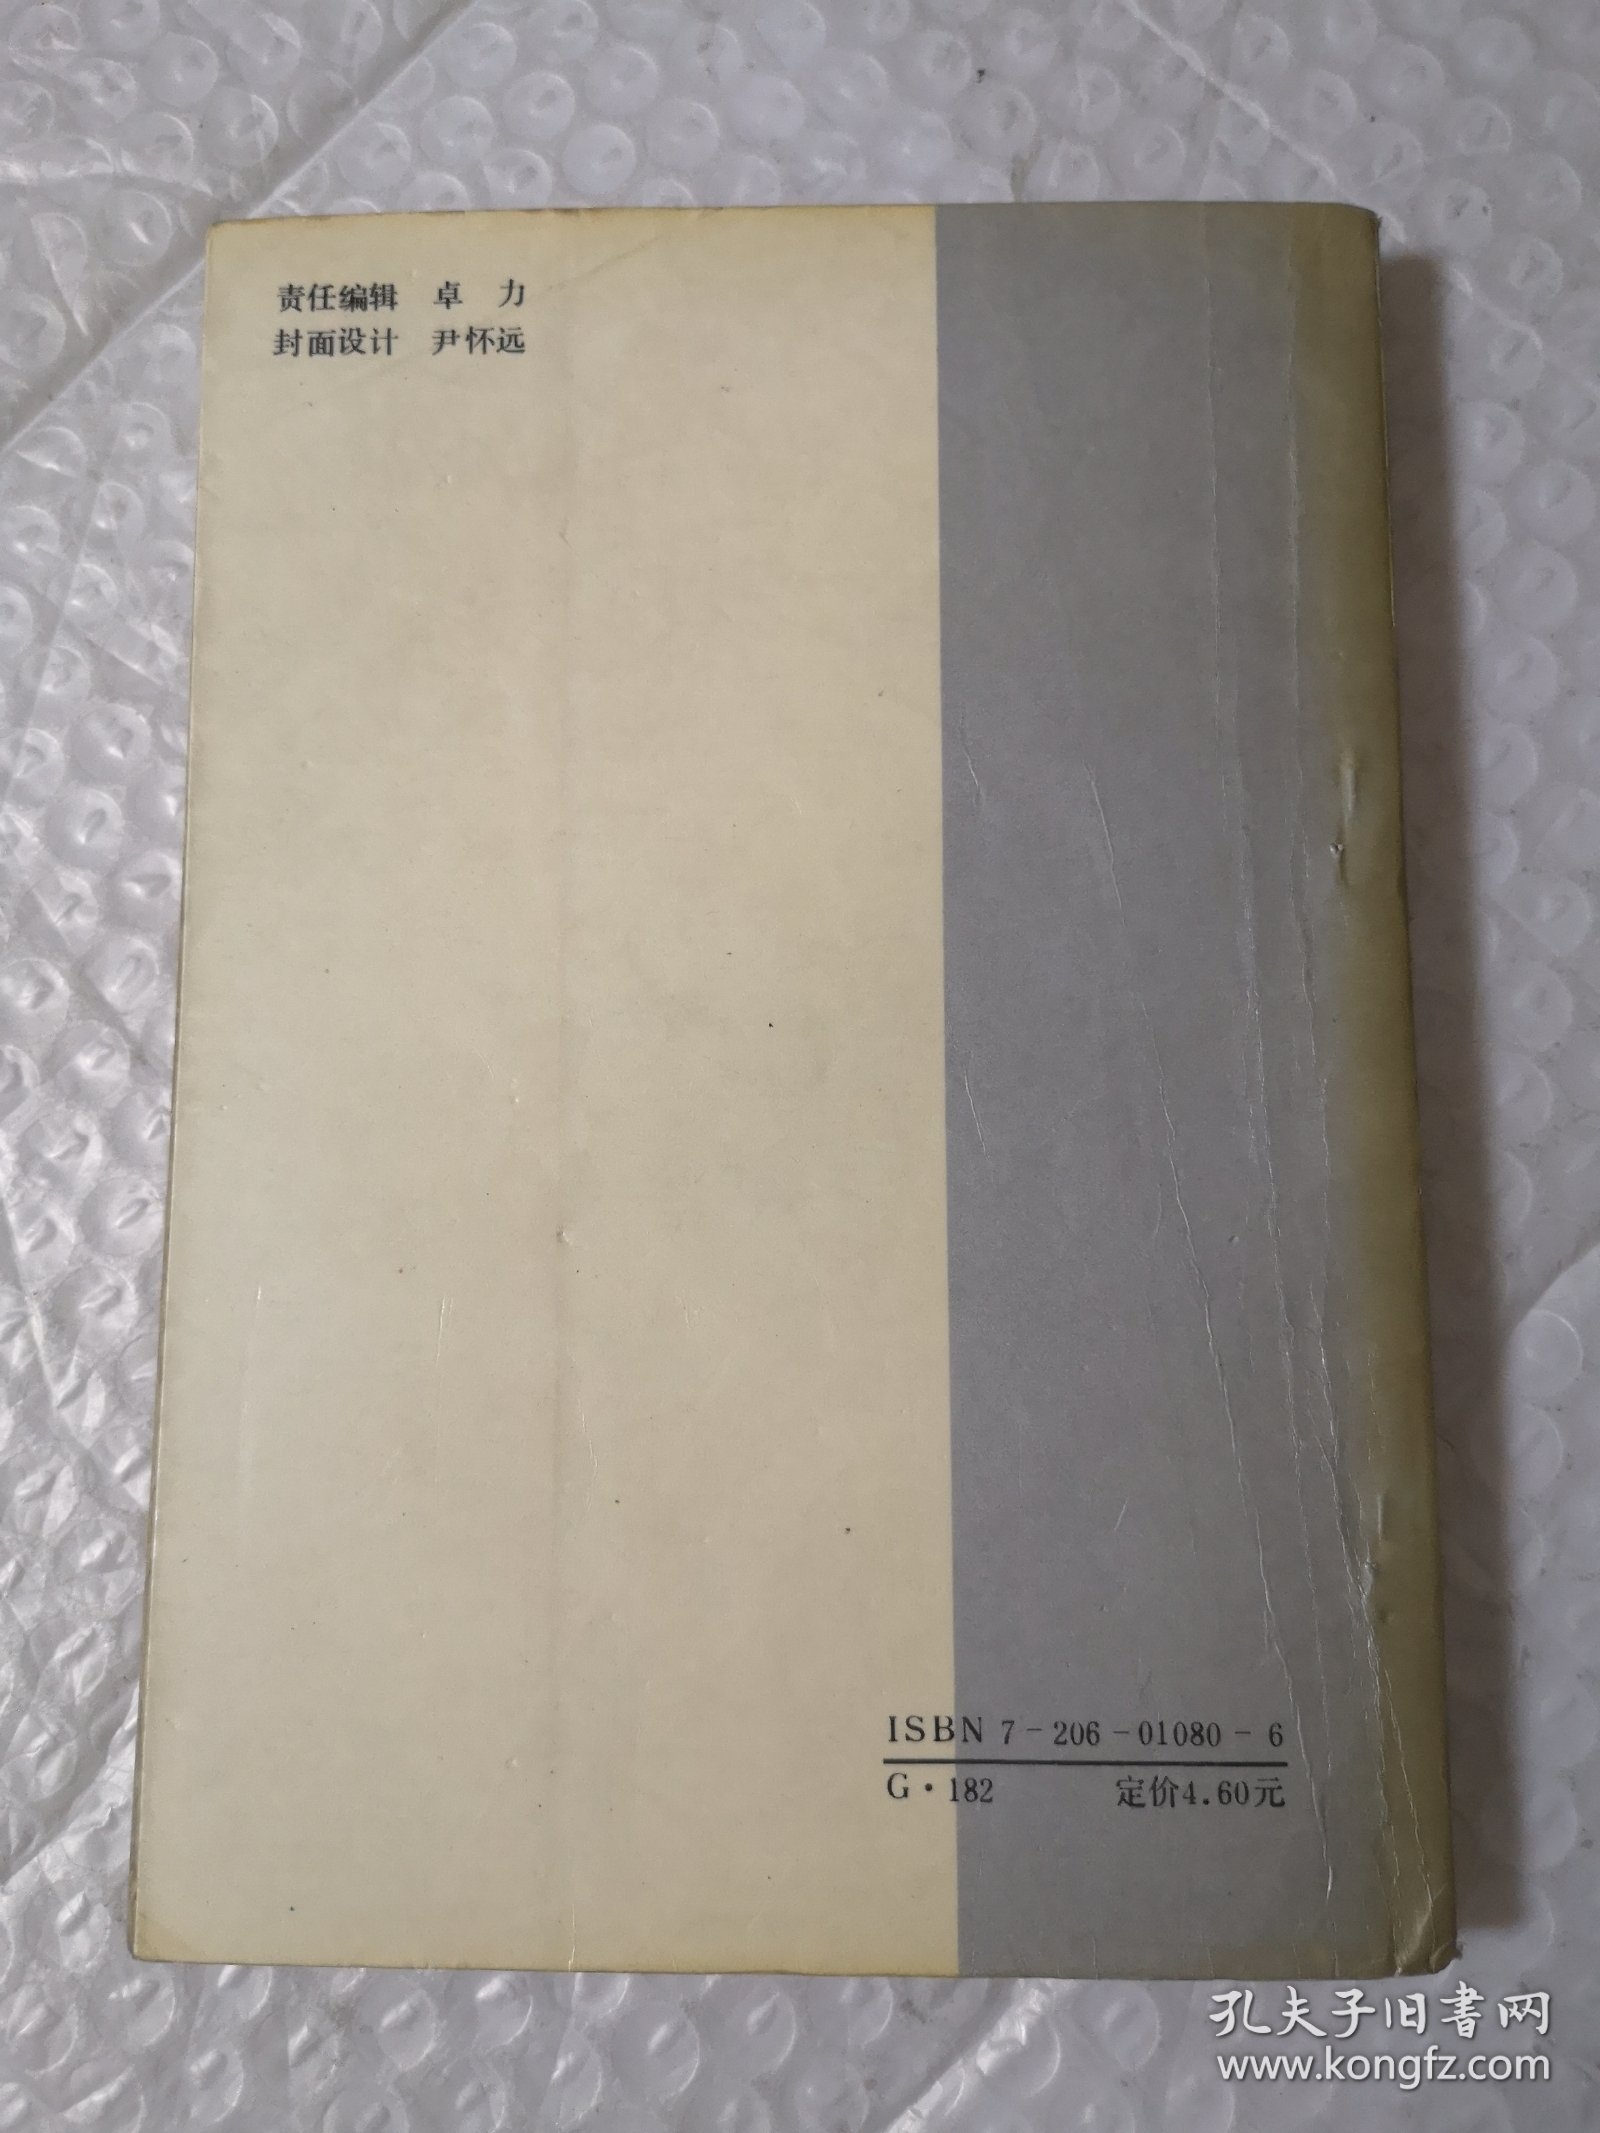 责任编辑 卓 力
封面设计 尹怀远
ISBN 7-206-01080-6
G·182 定价4.60元
孔夫子旧書网
www.kongfz.com